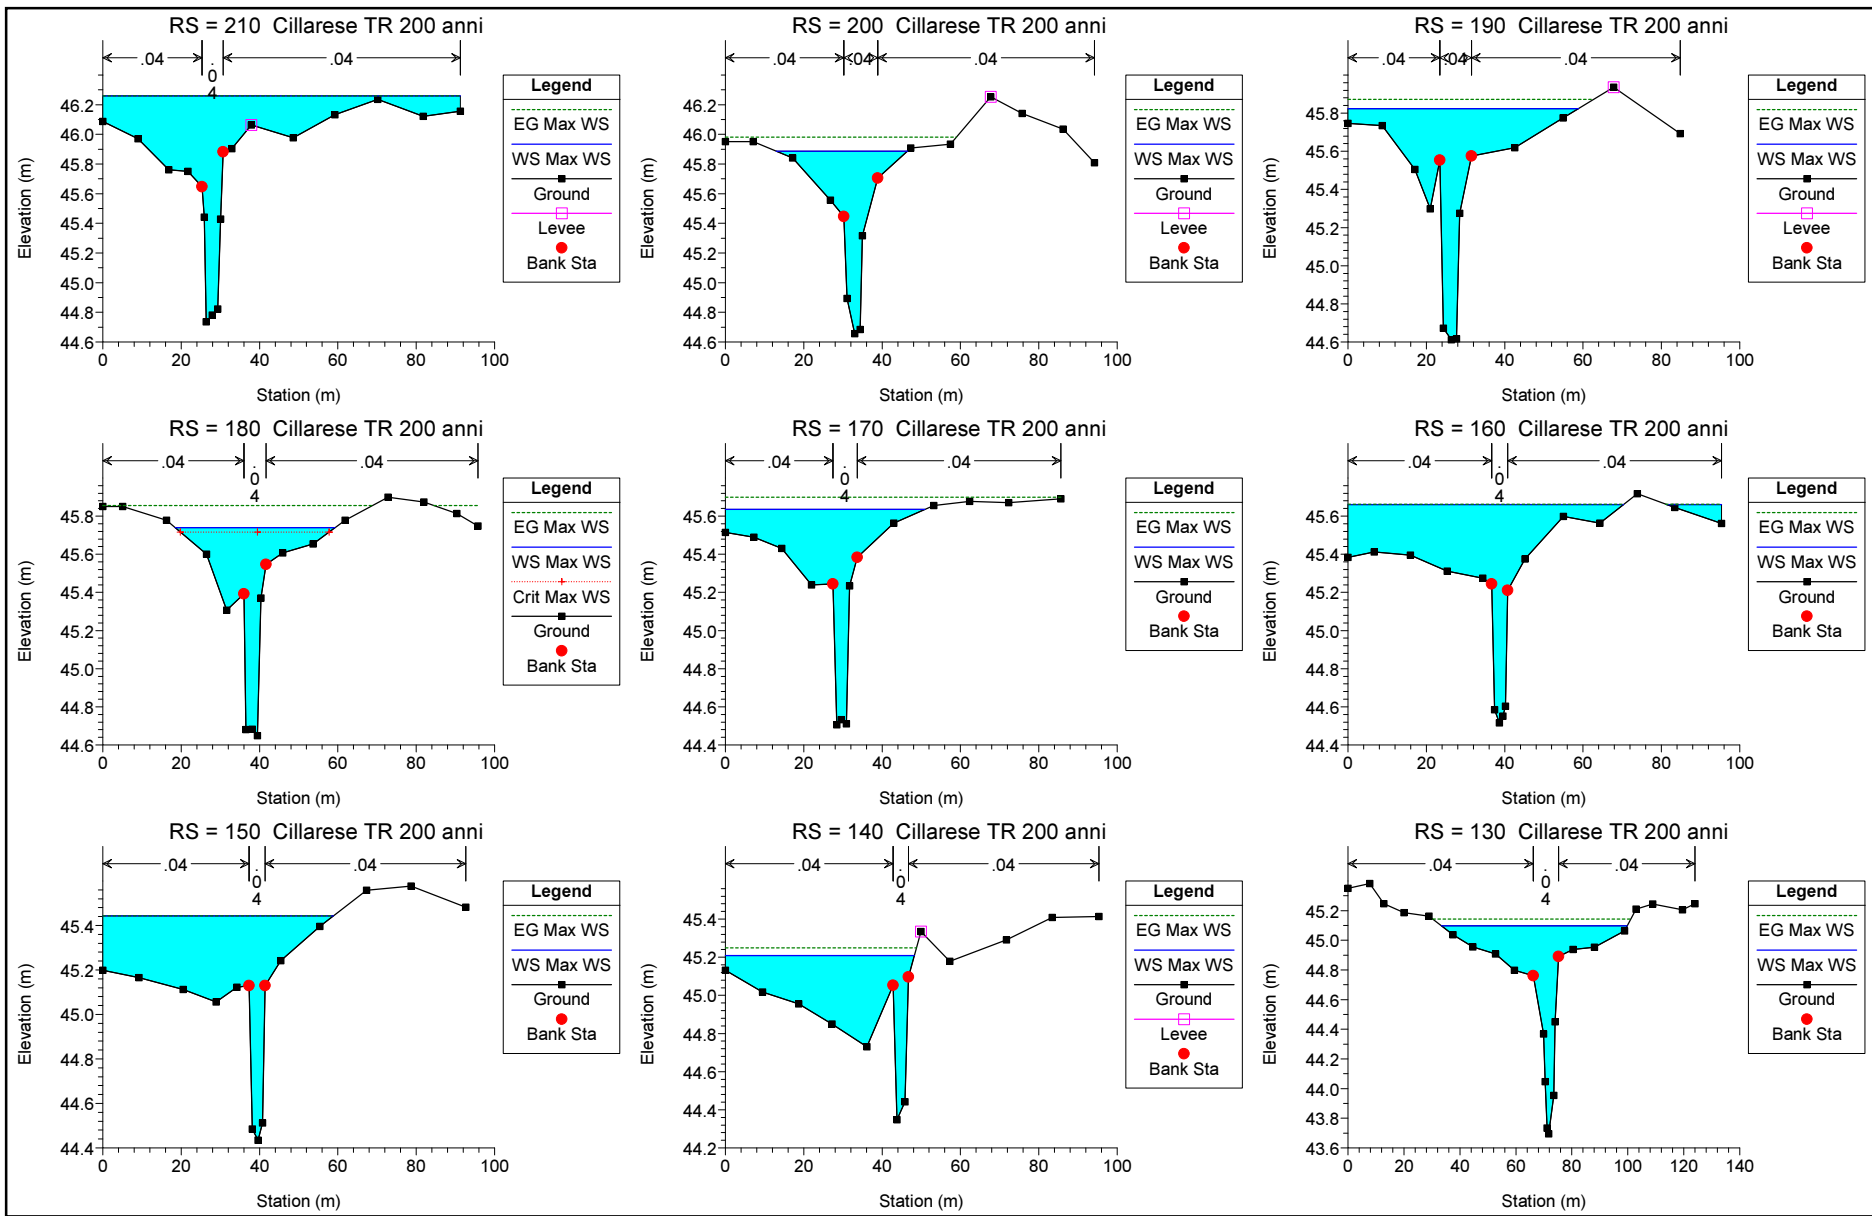 RS = 210 Cillarese TR 200 anni
.04
.04
.04
Legend
EG Max WS
WS Max WS
Ground
Levee
Bank Sta
46.2
46.0
45.8
45.6
45.4
45.2
45.0
44.8
44.6
Elevation (m)
0 20 40 60 80 100
Station (m)
RS = 200 Cillarese TR 200 anni
.04
.04
.04
Legend
EG Max WS
WS Max WS
Ground
Levee
Bank Sta
46.2
46.0
45.8
45.6
45.4
45.2
45.0
44.8
44.6
Elevation (m)
0 20 40 60 80 100
Station (m)
RS = 190 Cillarese TR 200 anni
.04
.04
.04
Legend
EG Max WS
WS Max WS
Ground
Levee
Bank Sta
45.8
45.6
45.4
45.2
45.0
44.8
44.6
Elevation (m)
0 20 40 60 80 100
Station (m)
RS = 180 Cillarese TR 200 anni
.04
.04
.04
Legend
EG Max WS
WS Max WS
Crit Max WS
Ground
Bank Sta
45.8
45.6
45.4
45.2
45.0
44.8
44.6
Elevation (m)
0 20 40 60 80 100
Station (m)
RS = 170 Cillarese TR 200 anni
.04
.04
.04
Legend
EG Max WS
WS Max WS
Ground
Bank Sta
45.6
45.4
45.2
45.0
44.8
44.6
44.4
Elevation (m)
0 20 40 60 80 100
Station (m)
RS = 160 Cillarese TR 200 anni
.04
.04
.04
Legend
EG Max WS
WS Max WS
Ground
Bank Sta
45.6
45.4
45.2
45.0
44.8
44.6
44.4
Elevation (m)
0 20 40 60 80 100
Station (m)
RS = 150 Cillarese TR 200 anni
.04
.04
.04
Legend
EG Max WS
WS Max WS
Ground
Bank Sta
45.4
45.2
45.0
44.8
44.6
44.4
Elevation (m)
0 20 40 60 80 100
Station (m)
RS = 140 Cillarese TR 200 anni
.04
.04
.04
Legend
EG Max WS
WS Max WS
Ground
Levee
Bank Sta
45.4
45.2
45.0
44.8
44.6
44.4
44.2
Elevation (m)
0 20 40 60 80 100
Station (m)
RS = 130 Cillarese TR 200 anni
.04
.04
.04
Legend
EG Max WS
WS Max WS
Ground
Bank Sta
45.2
45.0
44.8
44.6
44.4
44.2
44.0
43.8
43.6
Elevation (m)
0 20 40 60 80 100 120 140
Station (m)